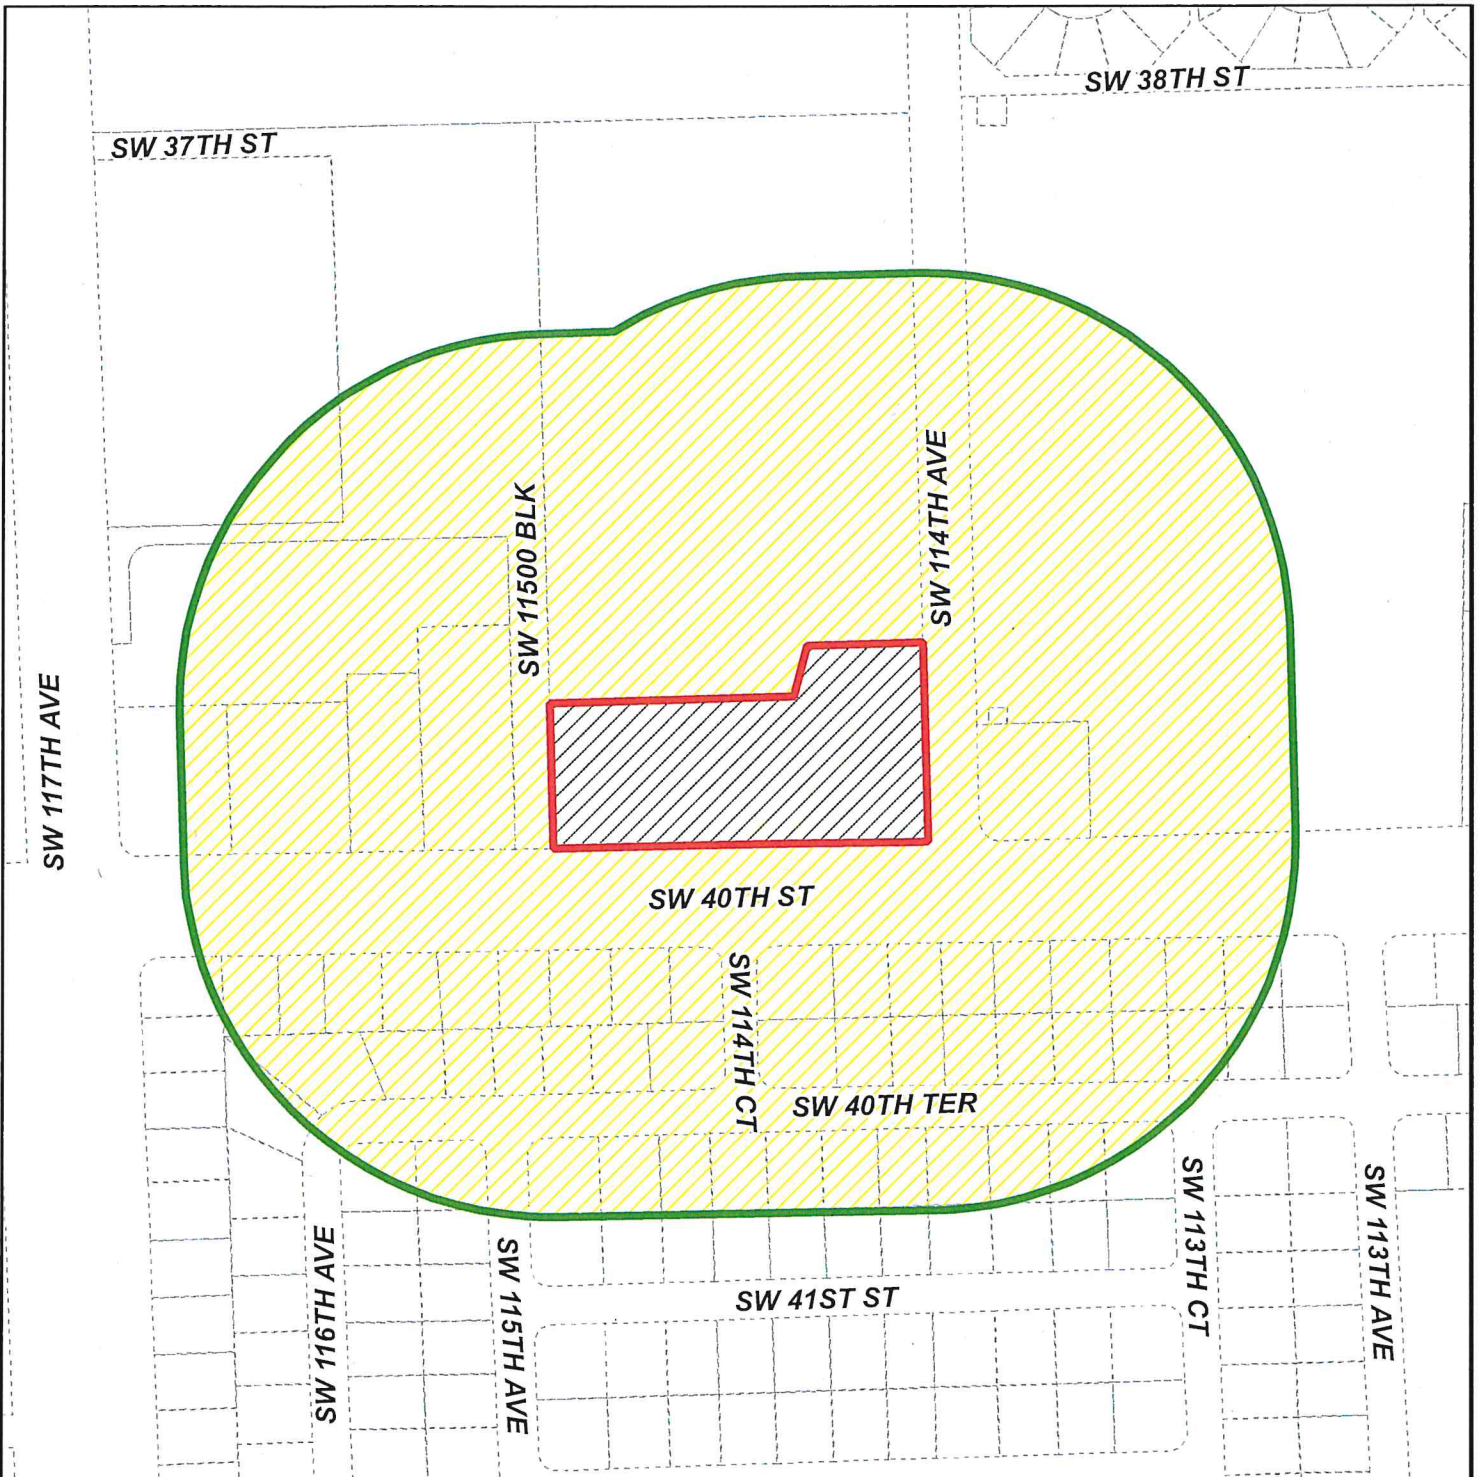 SW 38TH ST
SW 37TH ST
SW 114TH AVE
SW 11500 BLK
SW 117TH AVE
SW 40TH ST
SW 114TH CT
SW 40TH TER
SW 113TH CT
SW 113TH AVE
SW 116TH AVE
SW 115TH AVE
SW 41ST ST